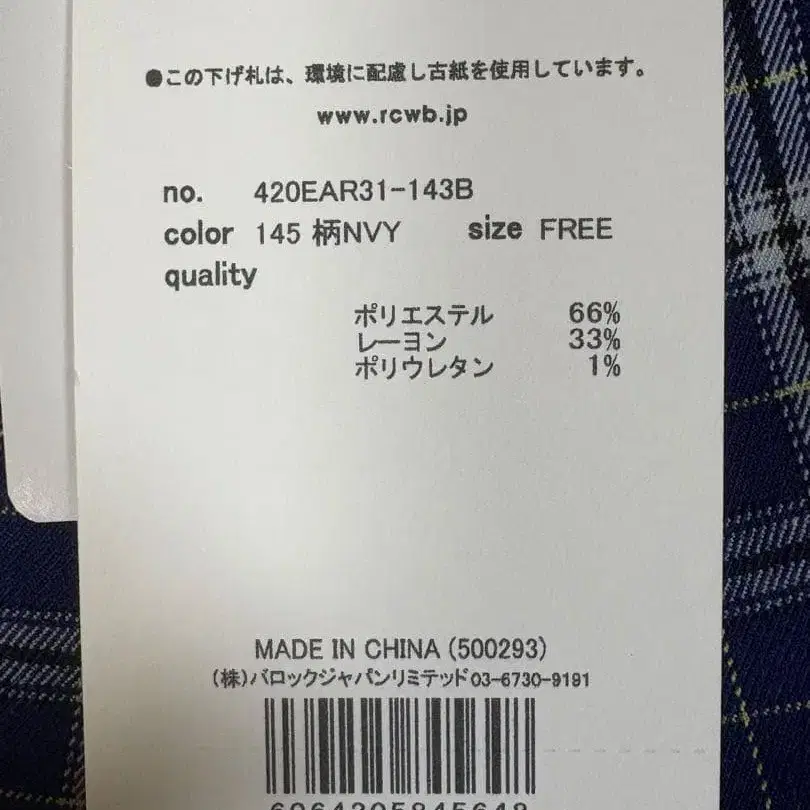 ●この下げ札は、環境に配慮し古紙を使用しています。
www.rcwb.jp
no. 420EAR31-143B
color 145 柄NVY size FREE
quality
ポリエステル 66%
レーヨン 33%
ポリウレタン 1%
MADE IN CHINA (500293)
(株)バロックジャパンリミテッド03-6730-9191